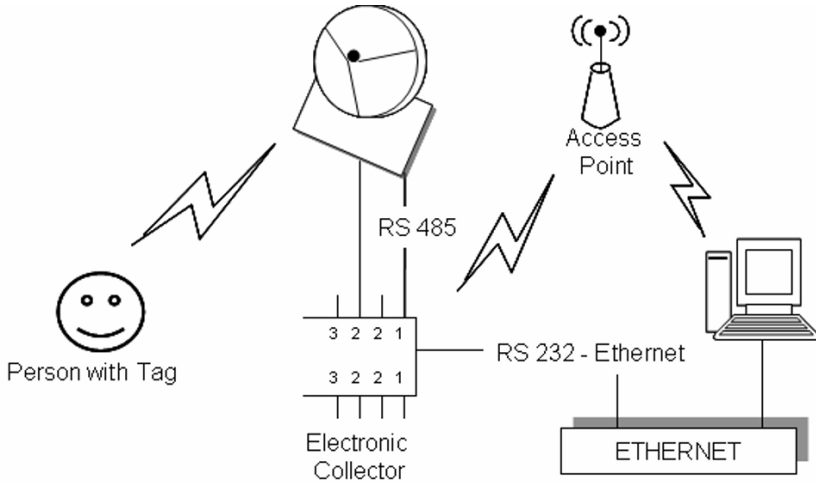 Access
Point
RS 485
3 2 2 1
RS 232 - Ethernet
Person with Tag
3 2 2 1
Electronic
Collector
ETHERNET